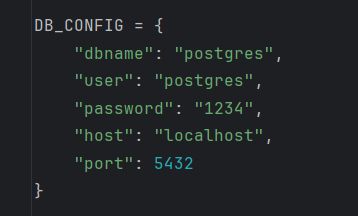 DB_CONFIG = {
    "dbname": "postgres",
    "user": "postgres",
    "password": "1234",
    "host": "localhost",
    "port": 5432
}